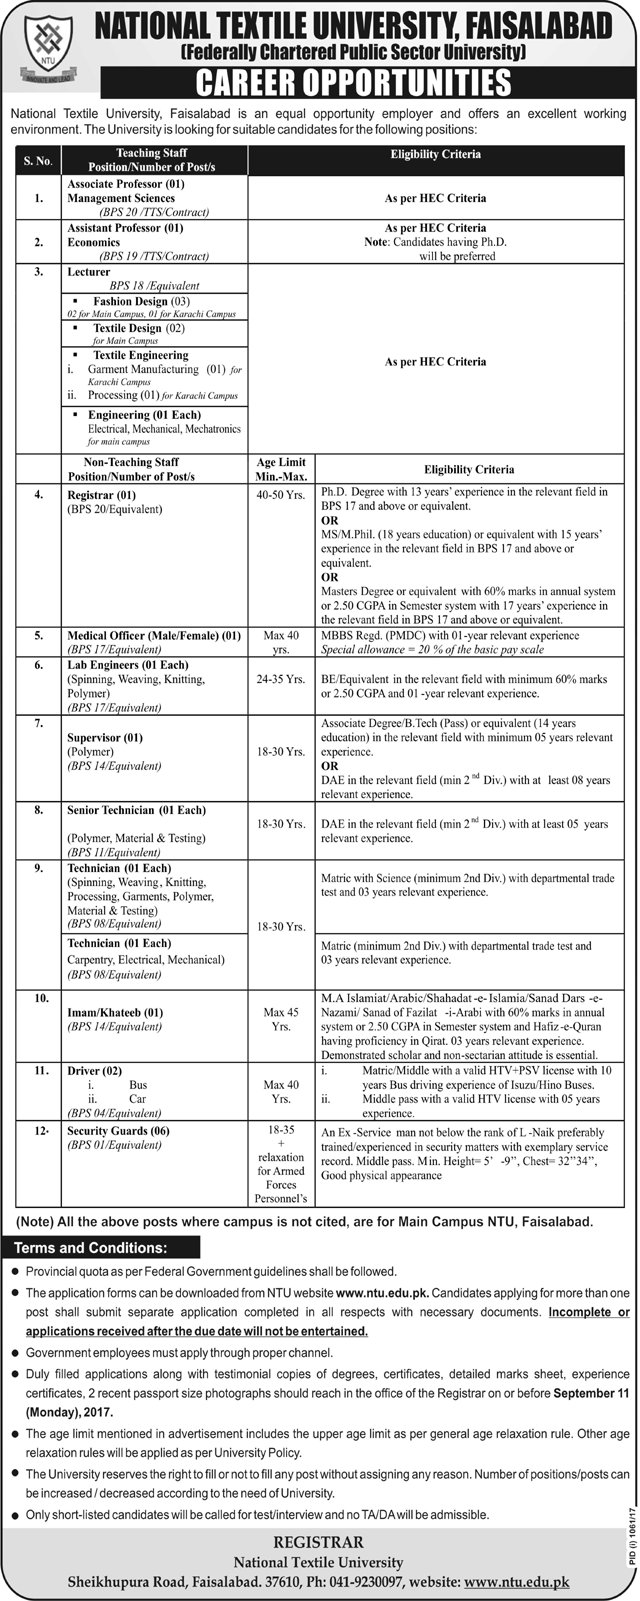 NTU
INNOVATE AND LEAD
NATIONAL TEXTILE UNIVERSITY, FAISALABAD
(Federally Chartered Public Sector University)
CAREER OPPORTUNITIES
National Textile University, Faisalabad is an equal opportunity employer and offers an excellent working
environment. The University is looking for suitable candidates for the following positions:
S. No.
Teaching Staff
Position/Number of Post/s
Eligibility Criteria
1.
Associate Professor (01)
Management Sciences
(BPS 20 /TTS/Contract)
As per HEC Criteria
2.
Assistant Professor (01)
Economics
(BPS 19 /TTS/Contract)
As per HEC Criteria
Note: Candidates having Ph.D.
will be preferred
3.
Lecturer
BPS 18 /Equivalent
▪ Fashion Design (03)
02 for Main Campus, 01 for Karachi Campus
▪ Textile Design (02)
for Main Campus
▪ Textile Engineering
i. Garment Manufacturing (01) for
Karachi Campus
ii. Processing (01) for Karachi Campus
▪ Engineering (01 Each)
Electrical, Mechanical, Mechatronics
for main campus
As per HEC Criteria
Non-Teaching Staff
Position/Number of Post/s
Age Limit
Min.-Max.
Eligibility Criteria
4.
Registrar (01)
(BPS 20/Equivalent)
40-50 Yrs.
Ph.D. Degree with 13 years' experience in the relevant field in
BPS 17 and above or equivalent.
OR
MS/M.Phil. (18 years education) or equivalent with 15 years'
experience in the relevant field in BPS 17 and above or
equivalent.
OR
Masters Degree or equivalent with 60% marks in annual system
or 2.50 CGPA in Semester system with 17 years' experience in
the relevant field in BPS 17 and above or equivalent.
5.
Medical Officer (Male/Female) (01)
(BPS 17/Equivalent)
Max 40
yrs.
MBBS Regd. (PMDC) with 01-year relevant experience
Special allowance = 20 % of the basic pay scale
6.
Lab Engineers (01 Each)
(Spinning, Weaving, Knitting,
Polymer)
(BPS 17/Equivalent)
24-35 Yrs.
BE/Equivalent in the relevant field with minimum 60% marks
or 2.50 CGPA and 01 -year relevant experience.
7.
Supervisor (01)
(Polymer)
(BPS 14/Equivalent)
18-30 Yrs.
Associate Degree/B.Tech (Pass) or equivalent (14 years
education) in the relevant field with minimum 05 years relevant
experience.
OR
DAE in the relevant field (min 2nd Div.) with at least 08 years
relevant experience.
8.
Senior Technician (01 Each)
(Polymer, Material & Testing)
(BPS 11/Equivalent)
18-30 Yrs.
DAE in the relevant field (min 2nd Div.) with at least 05 years
relevant experience.
9.
Technician (01 Each)
(Spinning, Weaving, Knitting,
Processing, Garments, Polymer,
Material & Testing)
(BPS 08/Equivalent)
18-30 Yrs.
Matric with Science (minimum 2nd Div.) with departmental trade
test and 03 years relevant experience.
Technician (01 Each)
Carpentry, Electrical, Mechanical)
(BPS 08/Equivalent)
Matric (minimum 2nd Div.) with departmental trade test and
03 years relevant experience.
10.
Imam/Khateeb (01)
(BPS 14/Equivalent)
Max 45
Yrs.
M.A Islamiat/Arabic/Shahadat -e- Islamia/Sanad Dars -e-
Nazami/ Sanad of Fazilat -i-Arabi with 60% marks in annual
system or 2.50 CGPA in Semester system and Hafiz -e-Quran
having proficiency in Qirat. 03 years relevant experience.
Demonstrated scholar and non-sectarian attitude is essential.
11.
Driver (02)
i. Bus
ii. Car
(BPS 04/Equivalent)
Max 40
Yrs.
i. Matric/Middle with a valid HTV+PSV license with 10
years Bus driving experience of Isuzu/Hino Buses.
ii. Middle pass with a valid HTV license with 05 years
experience.
12.
Security Guards (06)
(BPS 01/Equivalent)
18-35
+
relaxation
for Armed
Forces
Personnel's
An Ex -Service man not below the rank of L -Naik preferably
trained/experienced in security matters with exemplary service
record. Middle pass. Min. Height= 5' -9", Chest= 32"34",
Good physical appearance
(Note) All the above posts where campus is not cited, are for Main Campus NTU, Faisalabad.
Terms and Conditions:
● Provincial quota as per Federal Government guidelines shall be followed.
● The application forms can be downloaded from NTU website www.ntu.edu.pk. Candidates applying for more than one
post shall submit separate application completed in all respects with necessary documents. Incomplete or
applications received after the due date will not be entertained.
● Government employees must apply through proper channel.
● Duly filled applications along with testimonial copies of degrees, certificates, detailed marks sheet, experience
certificates, 2 recent passport size photographs should reach in the office of the Registrar on or before September 11
(Monday), 2017.
● The age limit mentioned in advertisement includes the upper age limit as per general age relaxation rule. Other age
relaxation rules will be applied as per University Policy.
● The University reserves the right to fill or not to fill any post without assigning any reason. Number of positions/posts can
be increased / decreased according to the need of University.
● Only short-listed candidates will be called for test/interview and no TA/DA will be admissible.
PID (i) 1061/17
REGISTRAR
National Textile University
Sheikhupura Road, Faisalabad. 37610, Ph: 041-9230097, website: www.ntu.edu.pk